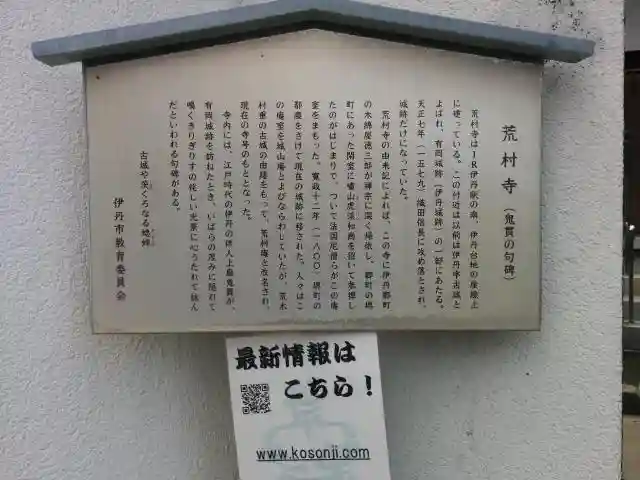 荒村寺（鬼貫の句碑）
荒村寺はJR伊丹駅の南、伊丹台地の崖線上
に建っている。この付近は以前は伊丹字古城と
よばれ、有岡城跡（伊丹城跡）の一部にあたる。
天正七年（一五七九）織田信長に攻め落とされ、
城跡だけになっていた。
荒村寺の由来記によれば、この寺に伊丹郷町
の木綿屋徳三郎が禅宗に深く帰依し、郷町の堺
町にあった閑室に嶺山虎渓和尚を招いて参禅し
たのがはじまりで、ついで法園尼僧らがこの庵
室をまもった。寛政十二年（一八〇〇）堺町の
都塵をさけて現在の城跡に移された。人々はこ
の庵室を城山庵とよびならわしていたが、荒木
村重の古城の由緒をもって、荒村庵と改名され、
現在の寺号のもととなった。
寺内には、江戸時代の伊丹の俳人上島鬼貫が、
有岡城跡を訪ねたとき、いばらの茂みに隠れて
鳴くきりぎりすの侘しい光景に心うたれて詠ん
だといわれる句碑がある。
古城や茨くろなる蟋蟀
伊丹市教育委員会
最新情報は
こちら！
www.kosonji.com